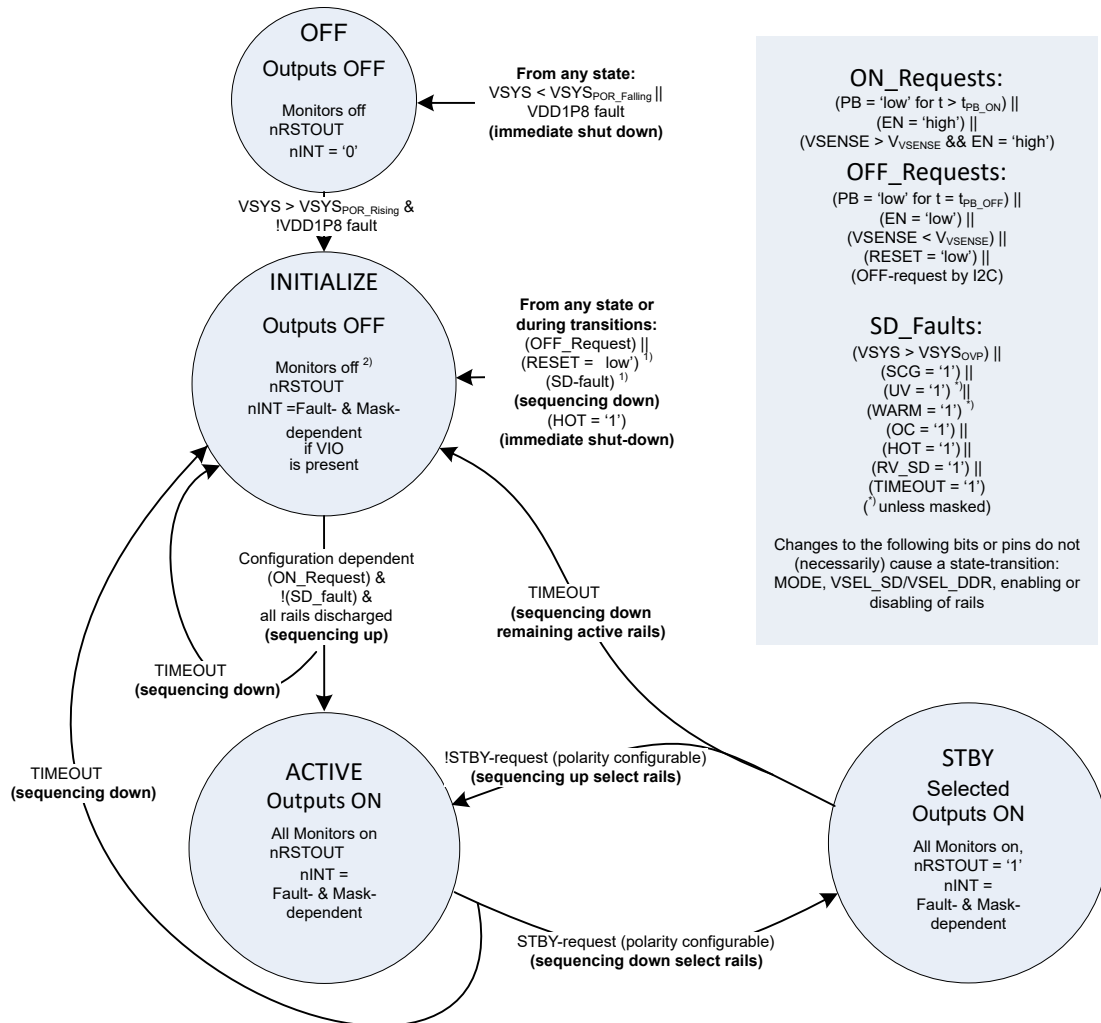 OFF
Outputs OFF
Monitors off
nRSTOUT
nINT = ‘0’
From any state:
VSYS < VSYSPOR_Falling ||
VDD1P8 fault
(immediate shut down)
VSYS > VSYSPOR_Rising &
!VDD1P8 fault
INITIALIZE
Outputs OFF
Monitors off 2)
nRSTOUT
nINT =Fault- & Mask-
dependent
if VIO
is present
From any state or
during transitions:
(OFF_Request) ||
(RESET = low’) 1)
(SD-fault) 1)
(sequencing down)
(HOT = ‘1’)
(immediate shut-down)
Configuration dependent
(ON_Request) &
!(SD_fault) &
all rails discharged
(sequencing up)
TIMEOUT
(sequencing down)
TIMEOUT
(sequencing down
remaining active rails)
TIMEOUT
(sequencing down)
ACTIVE
Outputs ON
All Monitors on
nRSTOUT
nINT =
Fault- & Mask-
dependent
!STBY-request (polarity configurable)
(sequencing up select rails)
STBY-request (polarity configurable)
(sequencing down select rails)
STBY
Selected
Outputs ON
All Monitors on,
nRSTOUT = ‘1’
nINT =
Fault- & Mask-
dependent
ON_Requests:
(PB = ‘low’ for t > tPB_ON) ||
(EN = ‘high’) ||
(VSENSE > VVSENSE && EN = ‘high’)
OFF_Requests:
(PB = ‘low’ for t = tPB_OFF) ||
(EN = ‘low’) ||
(VSENSE < VVSENSE) ||
(RESET = ‘low’) ||
(OFF-request by I2C)
SD_Faults:
(VSYS > VSYSOVP) ||
(SCG = ‘1’) ||
(UV = ‘1’) *)||
(WARM = ‘1’) *)
(OC = ‘1’) ||
(HOT = ‘1’) ||
(RV_SD = ‘1’) ||
(TIMEOUT = ‘1’)
(*) unless masked)
Changes to the following bits or pins do not
(necessarily) cause a state-transition:
MODE, VSEL_SD/VSEL_DDR, enabling or
disabling of rails